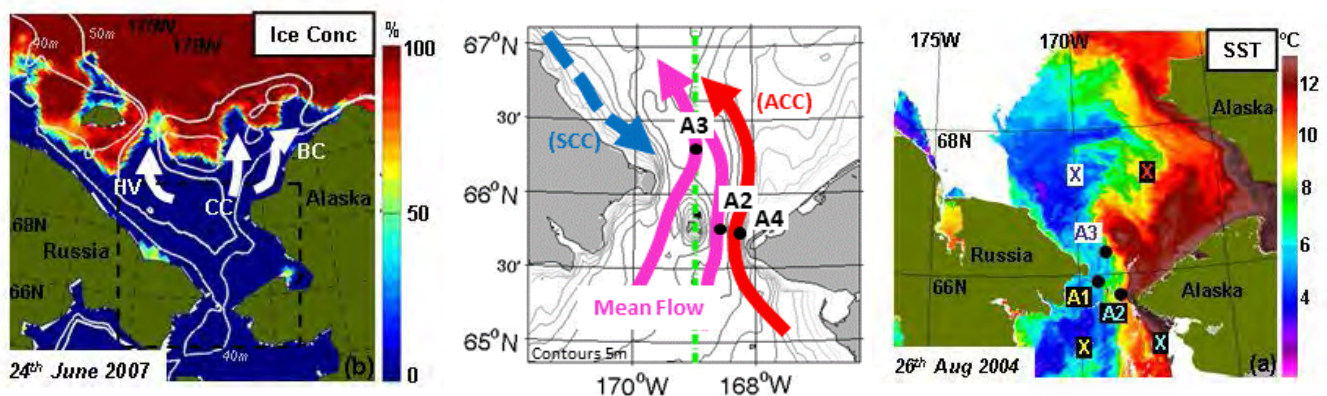 40m
50m
170W
170W
Ice Conc
%
100
50
0
HV
CC
BC
Alaska
Russia
68N
66N
40m
24th June 2007
(b)
67°N
30'
66°N
30'
65°N
(SCC)
(ACC)
A3
A2
A4
Mean Flow
Contours 5m
170°W
168°W
175W
170W
SST
°C
12
10
8
6
4
Alaska
68N
X
X
A3
Russia
66N
A1
A2
Alaska
X
X
26th Aug 2004
(a)